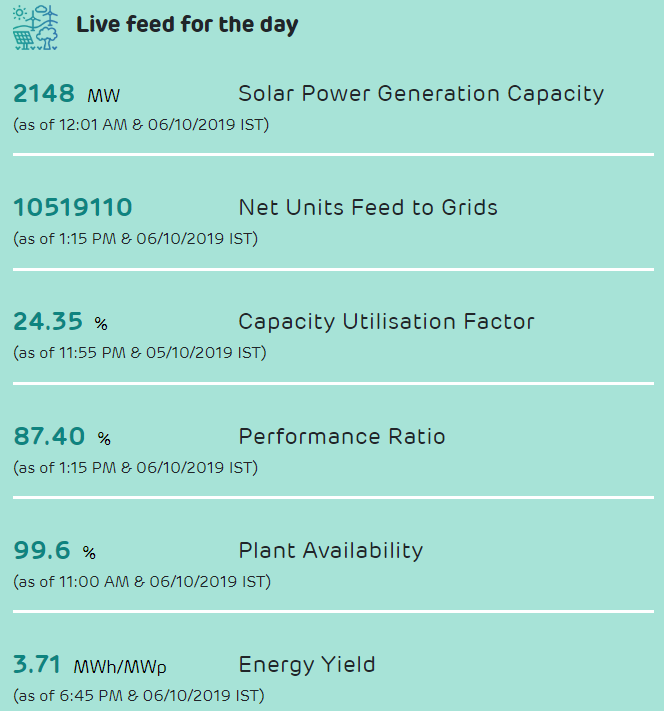 Live feed for the day
2148 MW Solar Power Generation Capacity
(as of 12:01 AM & 06/10/2019 IST)
10519110 Net Units Feed to Grids
(as of 1:15 PM & 06/10/2019 IST)
24.35 % Capacity Utilisation Factor
(as of 11:55 PM & 05/10/2019 IST)
87.40 % Performance Ratio
(as of 1:15 PM & 06/10/2019 IST)
99.6 % Plant Availability
(as of 11:00 AM & 06/10/2019 IST)
3.71 MWh/MWp Energy Yield
(as of 6:45 PM & 06/10/2019 IST)